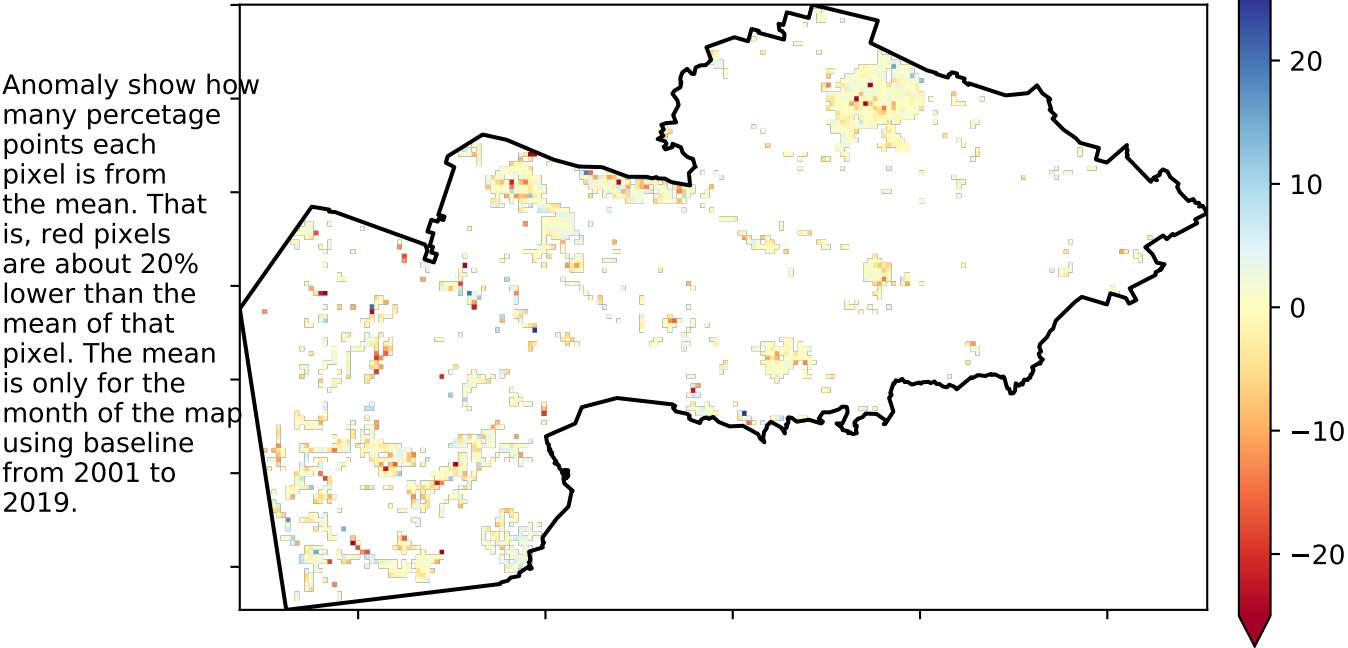 Anomaly show how
many percetage
points each
pixel is from
the mean. That
is, red pixels
are about 20%
lower than the
mean of that
pixel. The mean
is only for the
month of the map
using baseline
from 2001 to
2019.
20
10
0
−10
−20